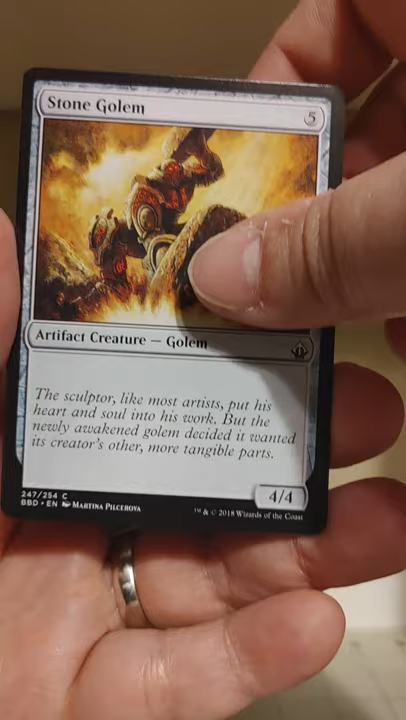 Stone Golem
5
Artifact Creature — Golem
The sculptor, like most artists, put his
heart and soul into his work. But the
newly awakened golem decided it wanted
its creator's other, more tangible parts.
4/4
247/254 C
BBD • EN Martina Pilcerova
™ & © 2018 Wizards of the Coast